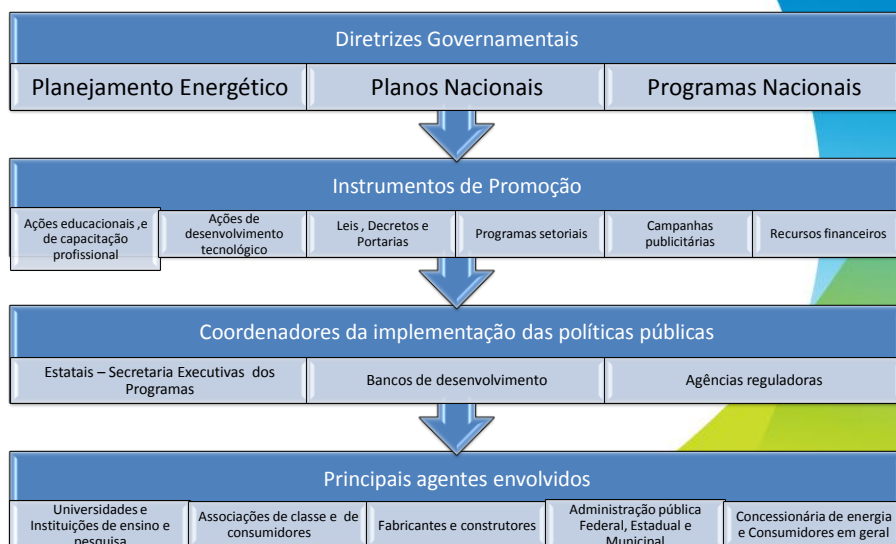 Diretrizes Governamentais
Planejamento Energético
Planos Nacionais
Programas Nacionais
Instrumentos de Promoção
Ações educacionais ,e
de capacitação
profissional
Ações de
desenvolvimento
tecnológico
Leis , Decretos e
Portarias
Programas setoriais
Campanhas
publicitárias
Recursos financeiros
Coordenadores da implementação das políticas públicas
Estatais – Secretaria Executivas dos
Programas
Bancos de desenvolvimento
Agências reguladoras
Principais agentes envolvidos
Universidades e
Instituições de ensino e
pesquisa
Associações de classe e de
consumidores
Fabricantes e construtores
Administração pública
Federal, Estadual e
Municipal
Concessionária de energia
e Consumidores em geral